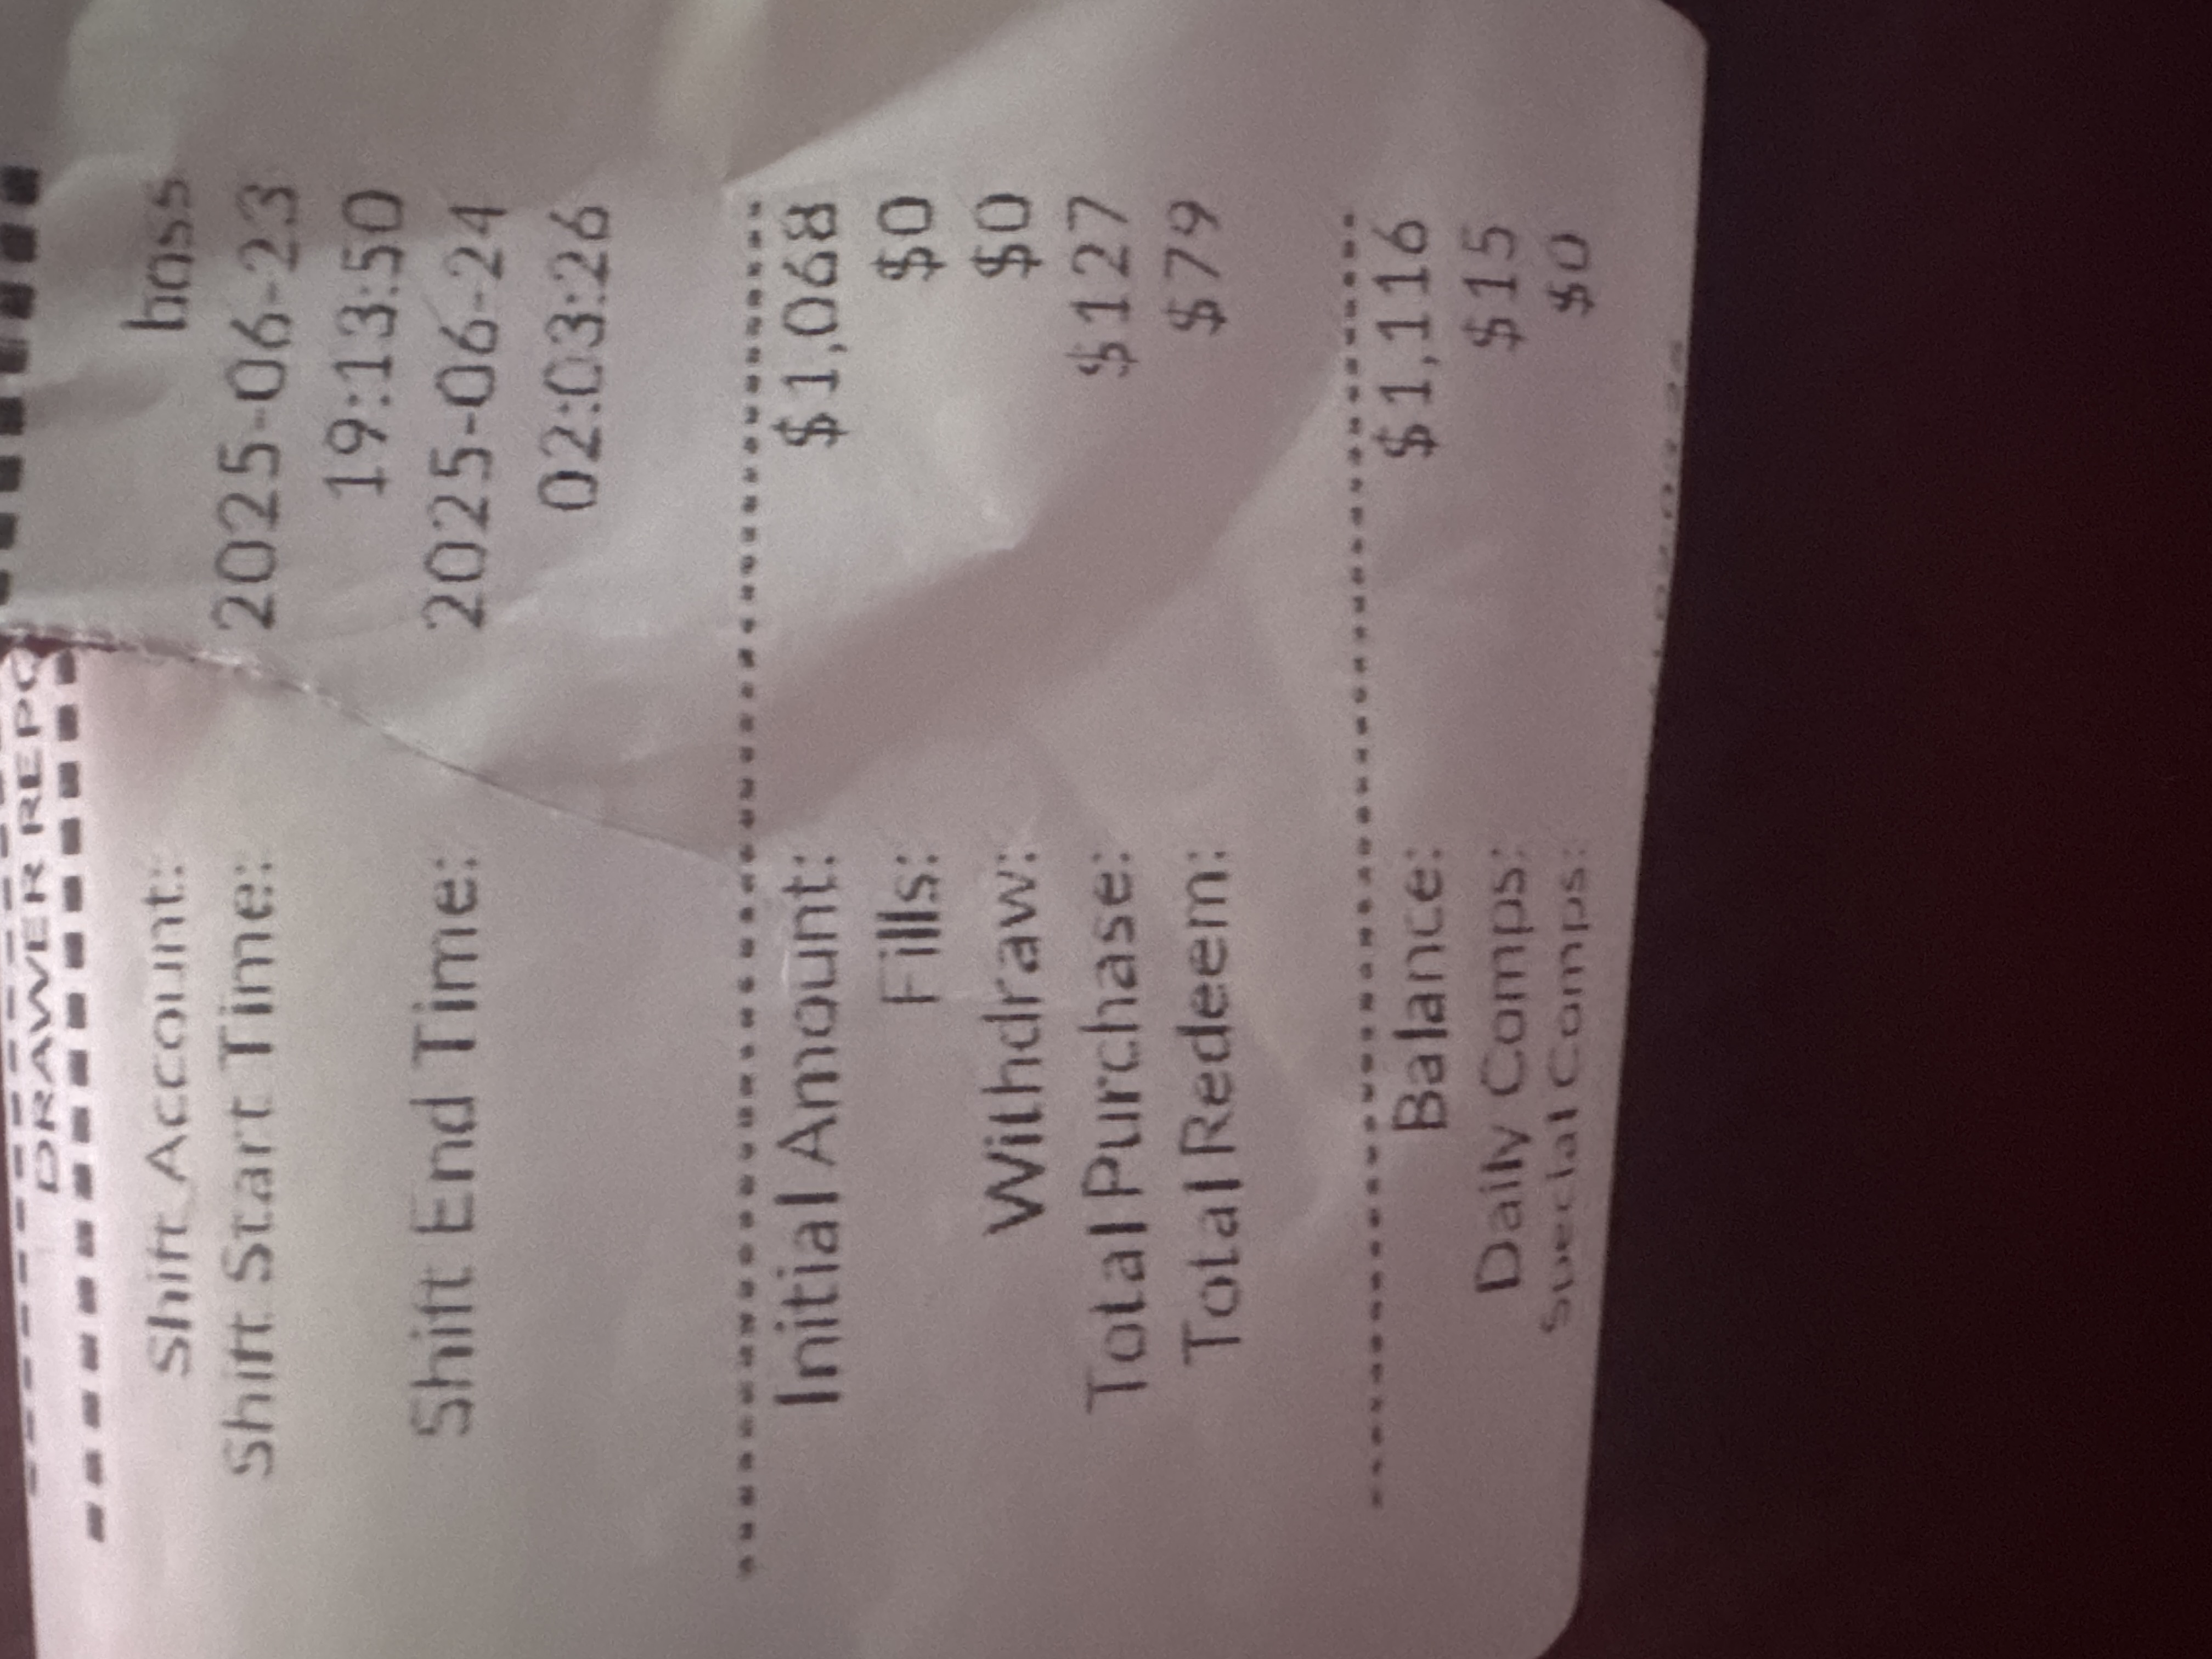 DRAWER REPO
Shift Account: boss
Shift Start Time: 2025-06-23
19:13:50
Shift End Time: 2025-06-24
02:03:26
Initial Amount: $1,068
Fills: $0
Withdraw: $0
Total Purchase: $127
Total Redeem: $79
Balance: $1,116
Daily Comps: $15
Special Comps: $0